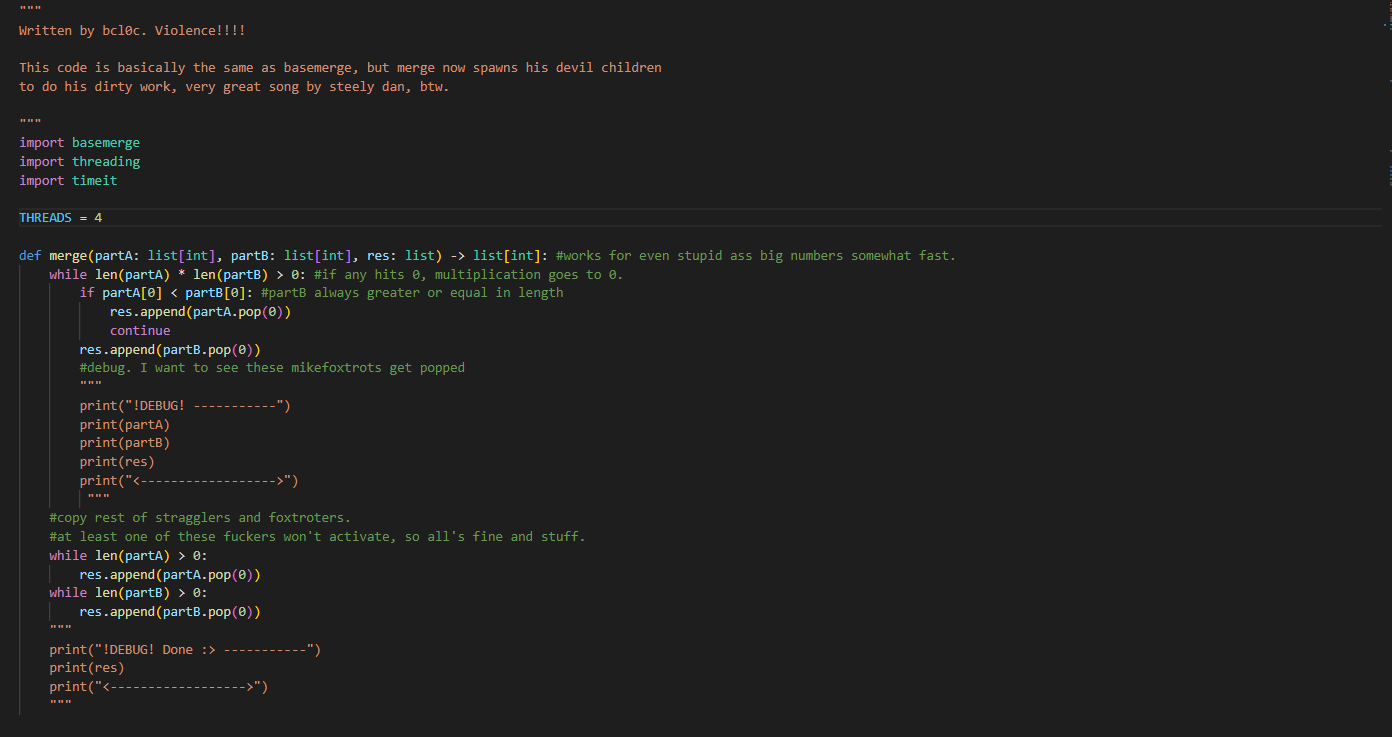 """
Written by bcl0c. Violence!!!!
This code is basically the same as basemerge, but merge now spawns his devil children
to do his dirty work, very great song by steely dan, btw.
"""
import basemerge
import threading
import timeit
THREADS = 4
def merge(partA: list[int], partB: list[int], res: list) -> list[int]: #works for even stupid ass big numbers somewhat fast.
    while len(partA) * len(partB) > 0: #if any hits 0, multiplication goes to 0.
        if partA[0] < partB[0]: #partB always greater or equal in length
            res.append(partA.pop(0))
            continue
        res.append(partB.pop(0))
        #debug. I want to see these mikefoxtrots get popped
        """
        print("!DEBUG! -----------")
        print(partA)
        print(partB)
        print(res)
        print("<------------------>")
         """
    #copy rest of stragglers and foxtroters.
    #at least one of these fuckers won't activate, so all's fine and stuff.
    while len(partA) > 0:
        res.append(partA.pop(0))
    while len(partB) > 0:
        res.append(partB.pop(0))
    """
    print("!DEBUG! Done :> -----------")
    print(res)
    print("<------------------>")
    """